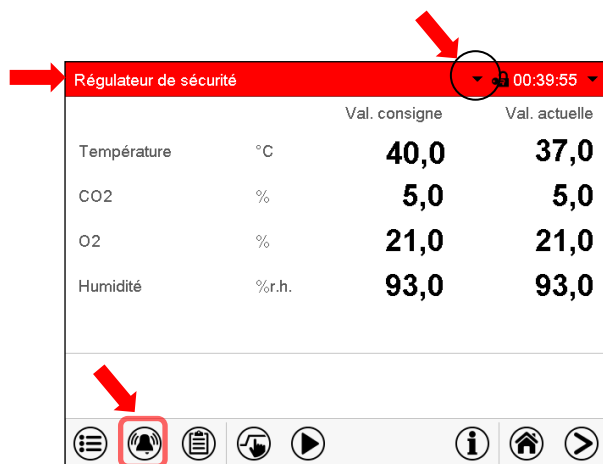 Régulateur de sécurité 00:39:55
Val. consigne Val. actuelle
Température °C 40,0 37,0
CO2 % 5,0 5,0
O2 % 21,0 21,0
Humidité %r.h. 93,0 93,0